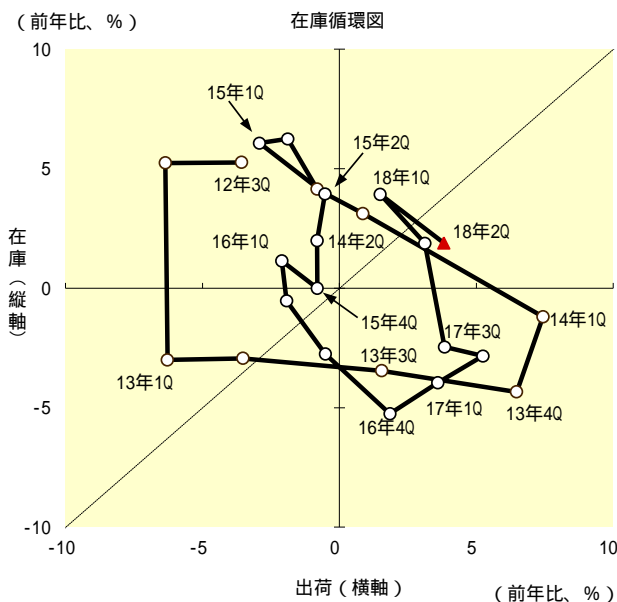 （前年比、％）
在庫循環図
10
5
0
-5
-10
在庫（縦軸）
15年1Q
12年3Q
15年2Q
18年1Q
18年2Q
16年1Q
14年2Q
15年4Q
14年1Q
17年3Q
13年3Q
13年1Q
17年1Q
13年4Q
16年4Q
-10
-5
0
5
10
出荷（横軸）
（前年比、％）